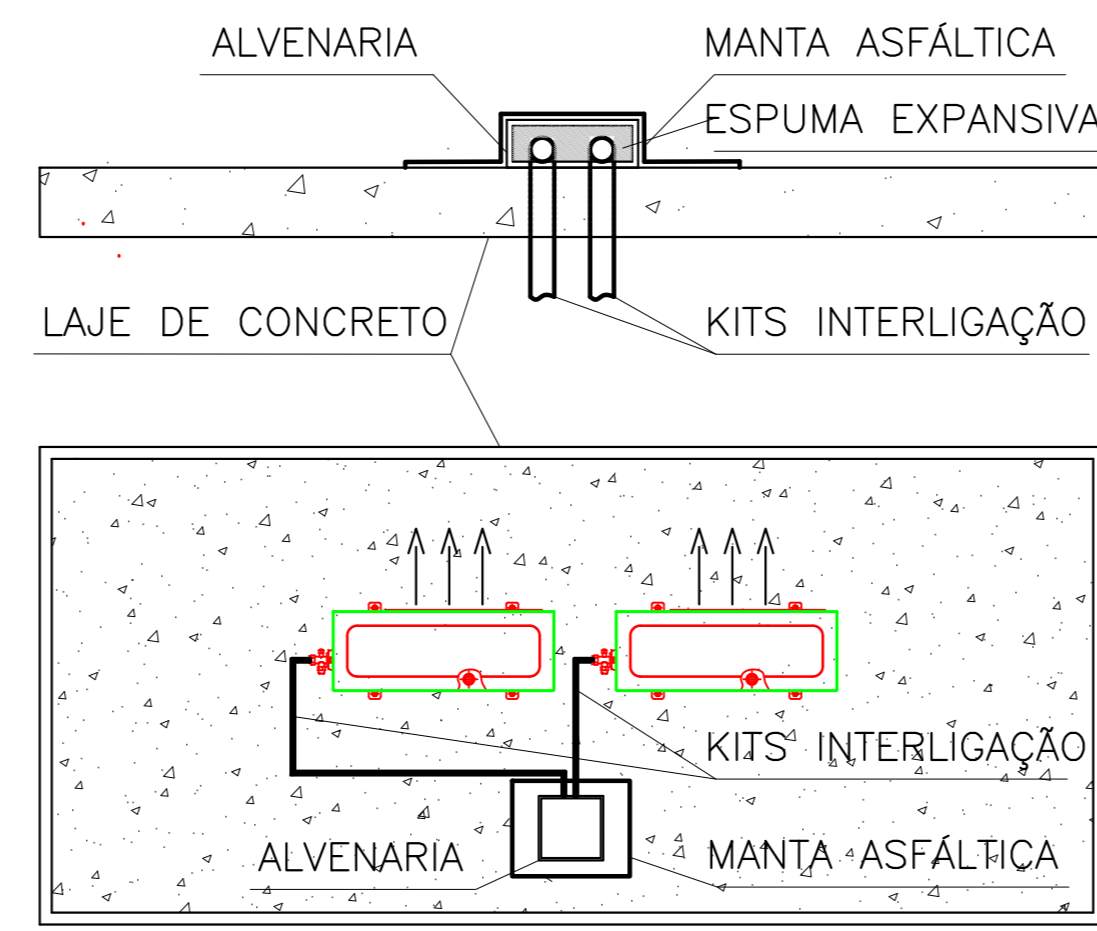 ALVENARIA
MANTA ASFÁLTICA
ESPUMA EXPANSIVA
LAJE DE CONCRETO
KITS INTERLIGAÇÃO
KITS INTERLIGAÇÃO
ALVENARIA
MANTA ASFÁLTICA